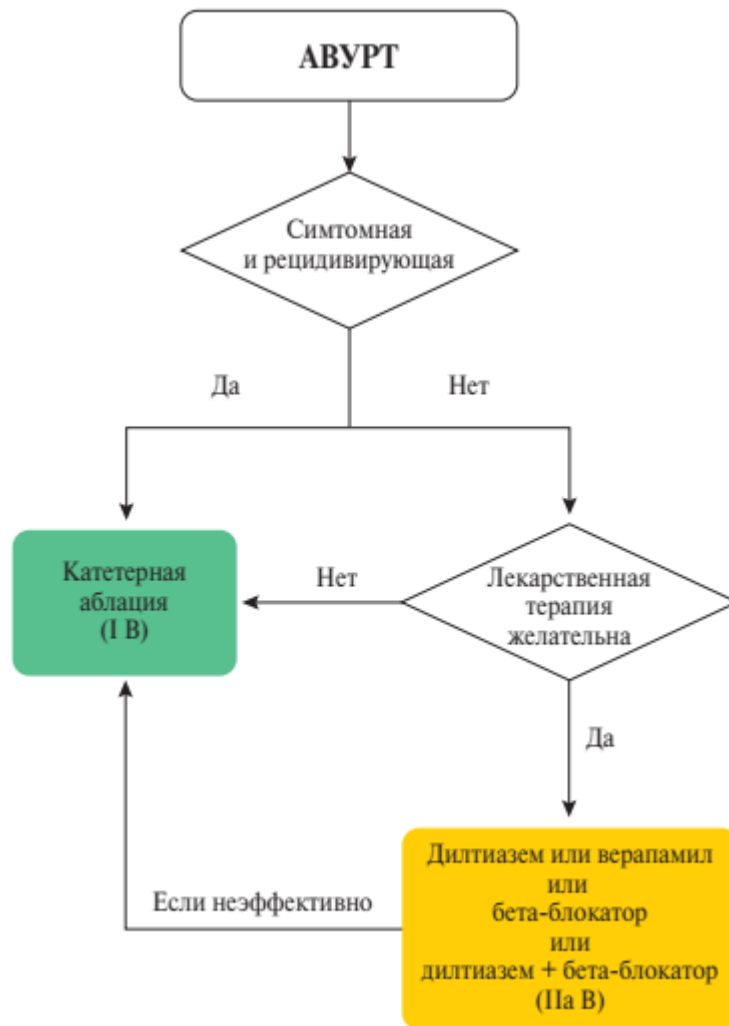 АВУРТ
Симтомная
и рецидивирующая
Да
Нет
Катетерная
аблация
(I B)
Нет
Лекарственная
терапия
желательна
Да
Если неэффективно
Дилтиазем или верапамил
или
бета-блокатор
или
дилтиазем + бета-блокатор
(IIa B)